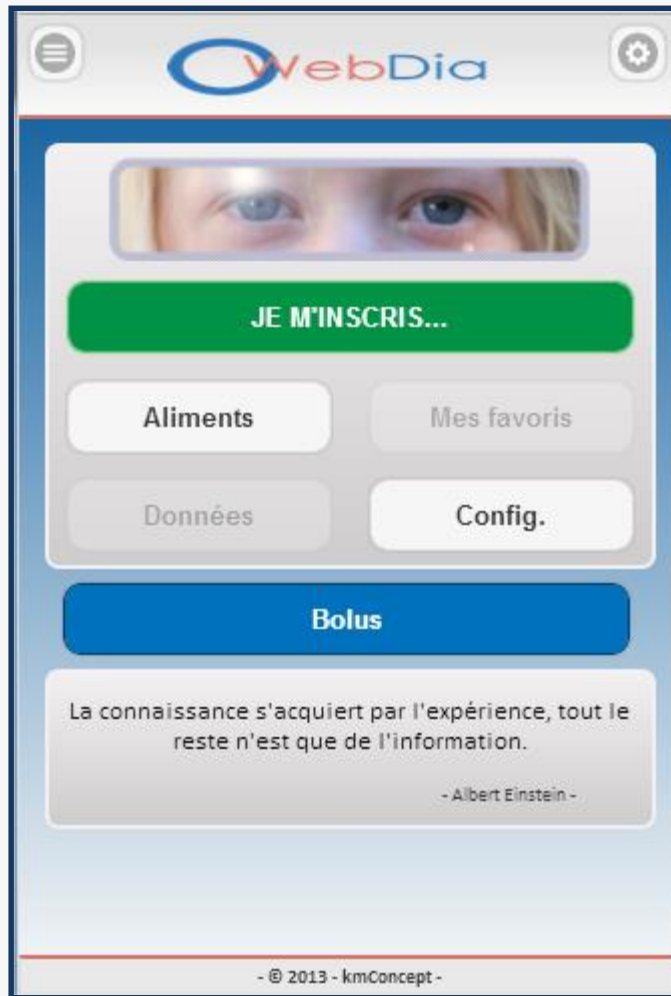 WebDia
JE M'INSCRIS...
Aliments
Mes favoris
Données
Config.
Bolus
La connaissance s'acquiert par l'expérience, tout le
reste n'est que de l'information.
- Albert Einstein -
- © 2013 - kmConcept -